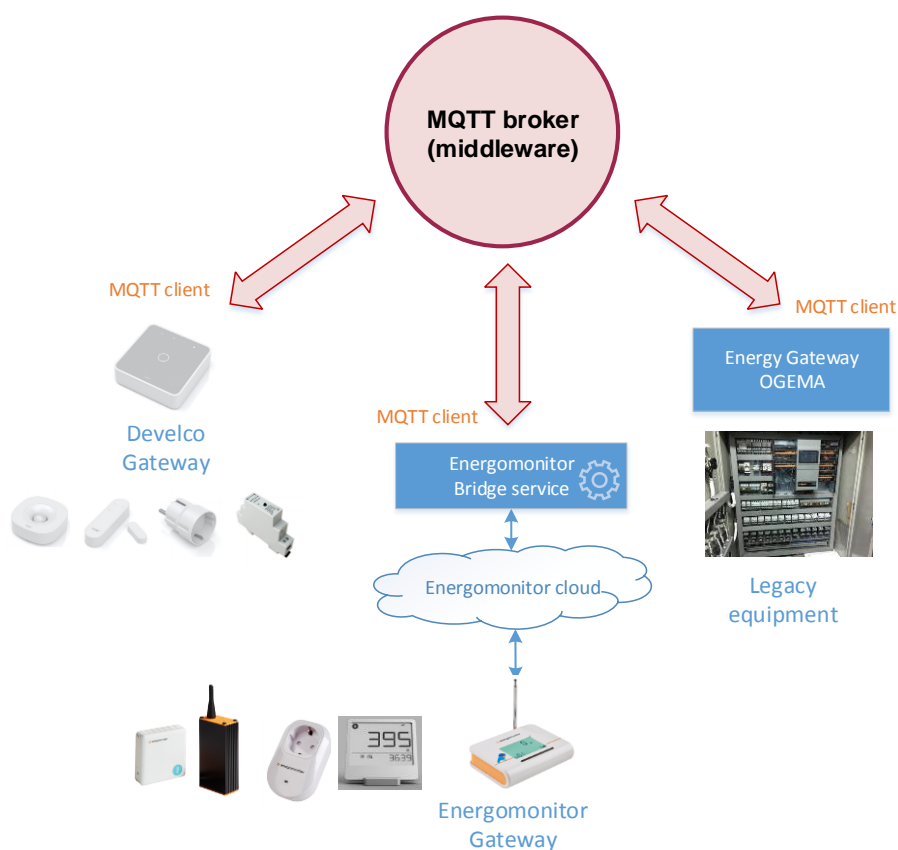 MQTT broker
(middleware)
MQTT client
MQTT client
Energy Gateway
OGEMA
MQTT client
Develco
Gateway
Energomonitor
Bridge service
Energomonitor cloud
Legacy
equipment
395
3639
Energomonitor
Gateway